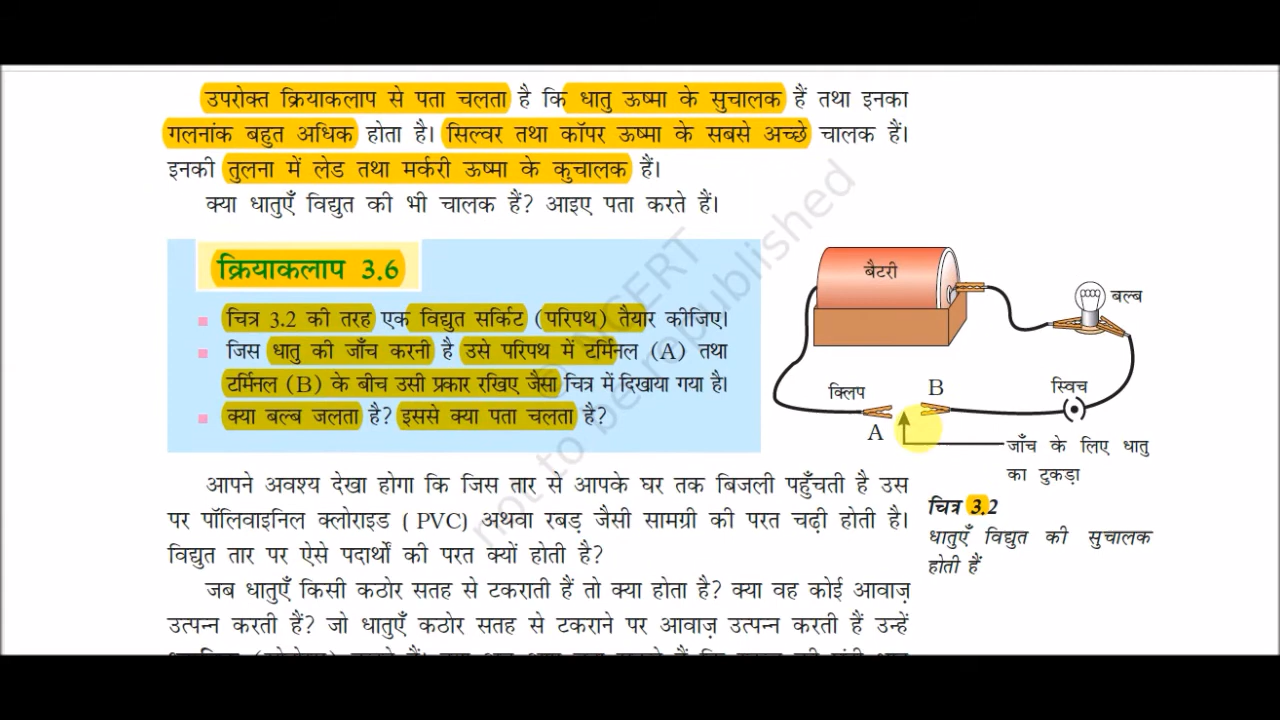 उपरोक्त क्रियाकलाप से पता चलता है कि धातु ऊष्मा के सुचालक हैं तथा इनका
गलनांक बहुत अधिक होता है। सिल्वर तथा कॉपर ऊष्मा के सबसे अच्छे चालक हैं।
इनकी तुलना में लेड तथा मर्करी ऊष्मा के कुचालक हैं।
क्या धातुएँ विद्युत की भी चालक हैं? आइए पता करते हैं।
क्रियाकलाप 3.6
चित्र 3.2 की तरह एक विद्युत सर्किट (परिपथ) तैयार कीजिए।
जिस धातु की जाँच करनी है उसे परिपथ में टर्मिनल (A) तथा
टर्मिनल (B) के बीच उसी प्रकार रखिए जैसा चित्र में दिखाया गया है।
क्या बल्ब जलता है? इससे क्या पता चलता है?
बैटरी
बल्ब
क्लिप
B
स्विच
A
जाँच के लिए धातु
का टुकड़ा
चित्र 3.2
धातुएँ विद्युत की सुचालक
होती हैं
आपने अवश्य देखा होगा कि जिस तार से आपके घर तक बिजली पहुँचती है उस
पर पॉलिवाइनिल क्लोराइड (PVC) अथवा रबड़ जैसी सामग्री की परत चढ़ी होती है।
विद्युत तार पर ऐसे पदार्थों की परत क्यों होती है?
जब धातुएँ किसी कठोर सतह से टकराती हैं तो क्या होता है? क्या वह कोई आवाज़
उत्पन्न करती हैं? जो धातुएँ कठोर सतह से टकराने पर आवाज़ उत्पन्न करती हैं उन्हें
© NCERT
not to be republished